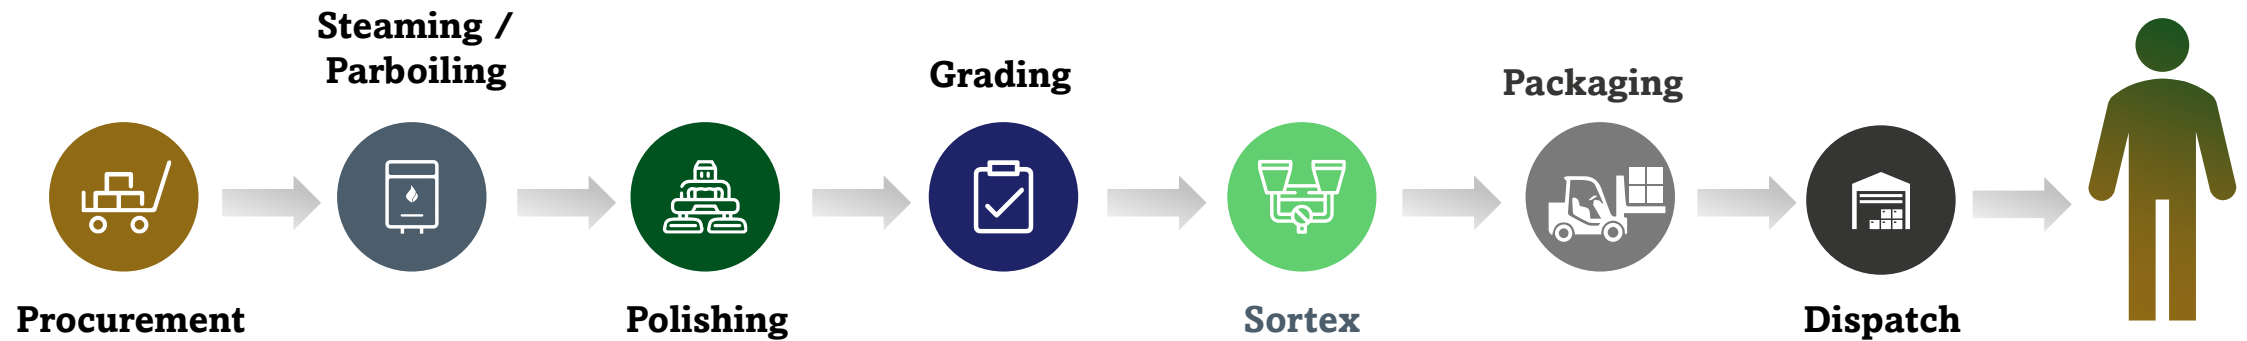 Procurement
Steaming /
Parboiling
Polishing
Grading
Sortex
Packaging
Dispatch